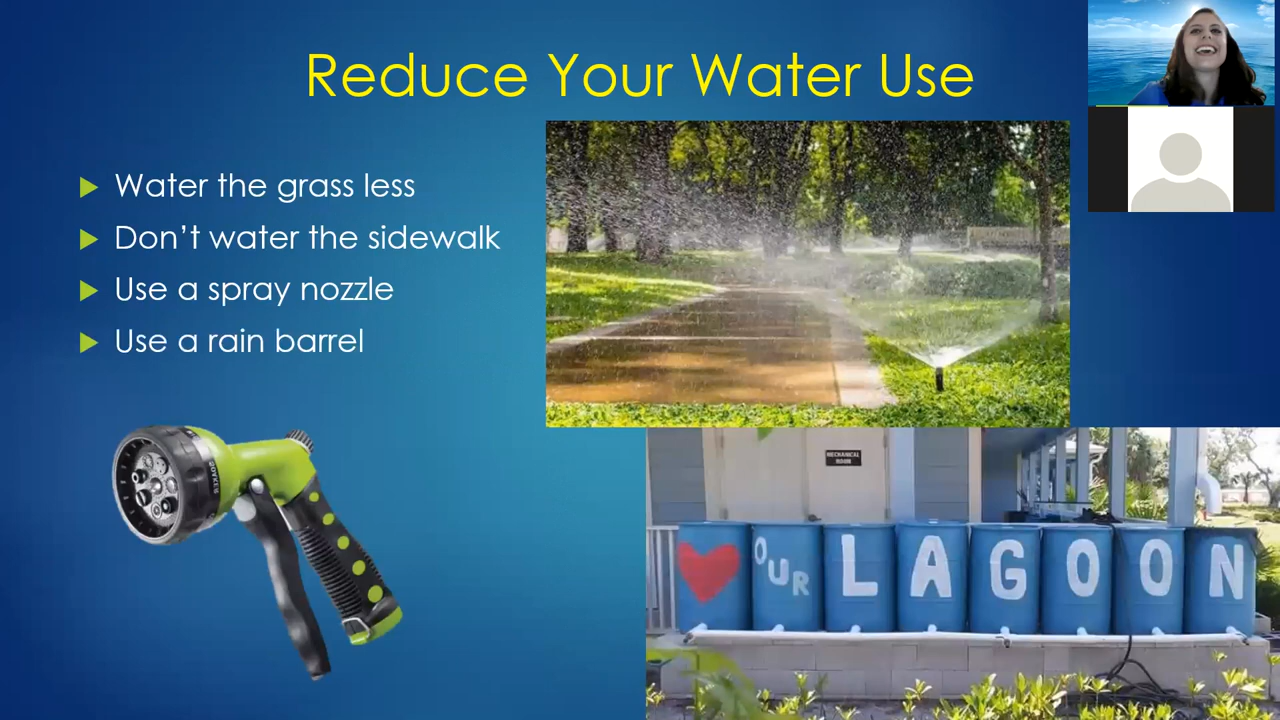 Reduce Your Water Use
Water the grass less
Don’t water the sidewalk
Use a spray nozzle
Use a rain barrel
MECHANICAL
ROOM
OUR LAGOON